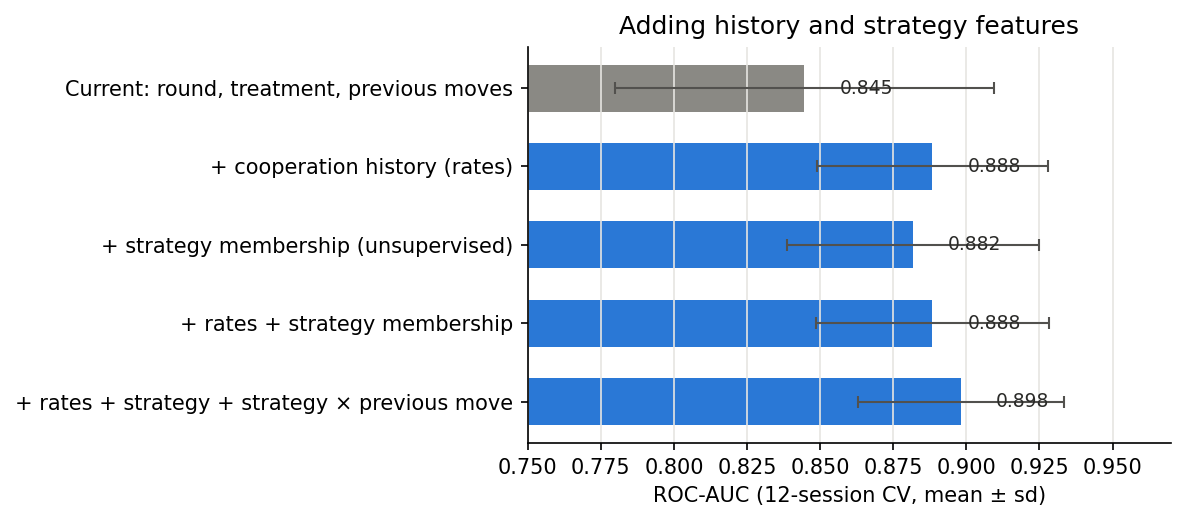 Adding history and strategy features
Current: round, treatment, previous moves
0.845
+ cooperation history (rates)
0.888
+ strategy membership (unsupervised)
0.882
+ rates + strategy membership
0.888
+ rates + strategy + strategy × previous move
0.898
0.750 0.775 0.800 0.825 0.850 0.875 0.900 0.925 0.950
ROC-AUC (12-session CV, mean ± sd)